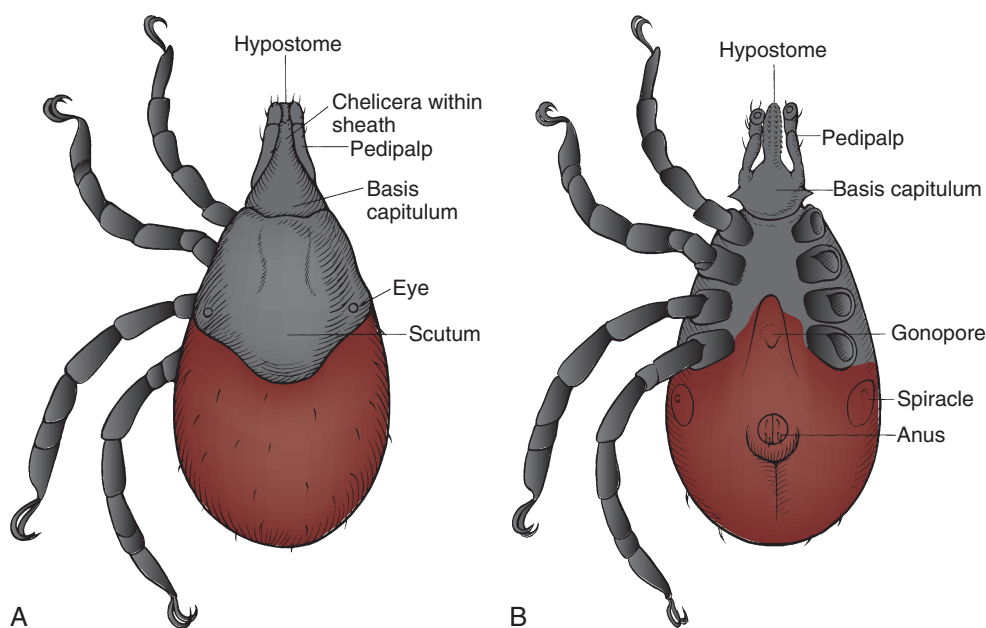 Hypostome
Chelicera within
sheath
Pedipalp
Basis
capitulum
Eye
Scutum
A
Hypostome
Pedipalp
Basis capitulum
Gonopore
Spiracle
Anus
B